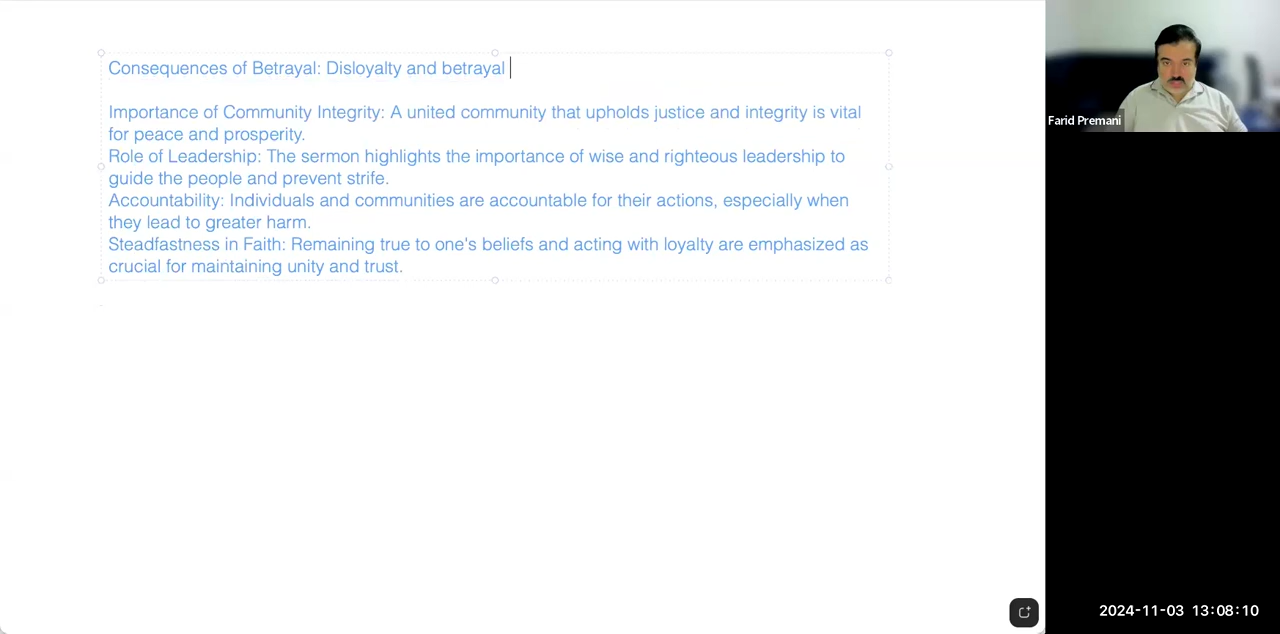 Consequences of Betrayal: Disloyalty and betrayal
Importance of Community Integrity: A united community that upholds justice and integrity is vital
for peace and prosperity.
Role of Leadership: The sermon highlights the importance of wise and righteous leadership to
guide the people and prevent strife.
Accountability: Individuals and communities are accountable for their actions, especially when
they lead to greater harm.
Steadfastness in Faith: Remaining true to one's beliefs and acting with loyalty are emphasized as
crucial for maintaining unity and trust.
Farid Premani
2024-11-03 13:08:10